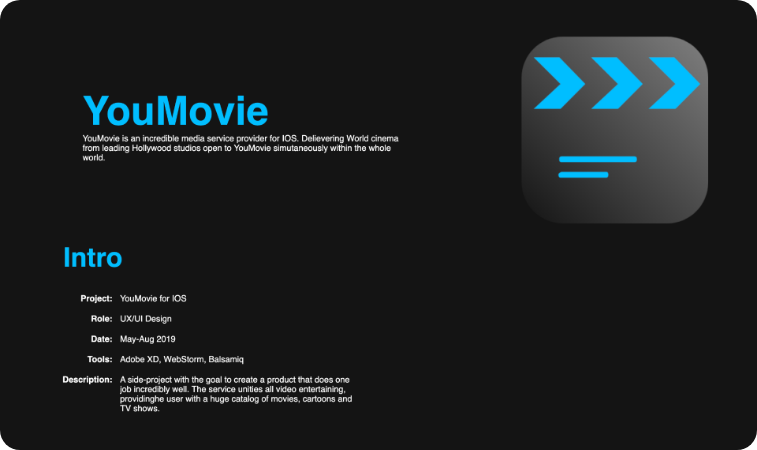 YouMovie
YouMovie is an incredible media service provider for IOS. Delievering World cinema
from leading Hollywood studios open to YouMovie simutaneously within the whole
world.
Intro
Project: YouMovie for IOS
Role: UX/UI Design
Date: May-Aug 2019
Tools: Adobe XD, WebStorm, Balsamiq
Description: A side-project with the goal to create a product that does one
job incredibly well. The service unities all video entertaining,
providinghe user with a huge catalog of movies, cartoons and
TV shows.